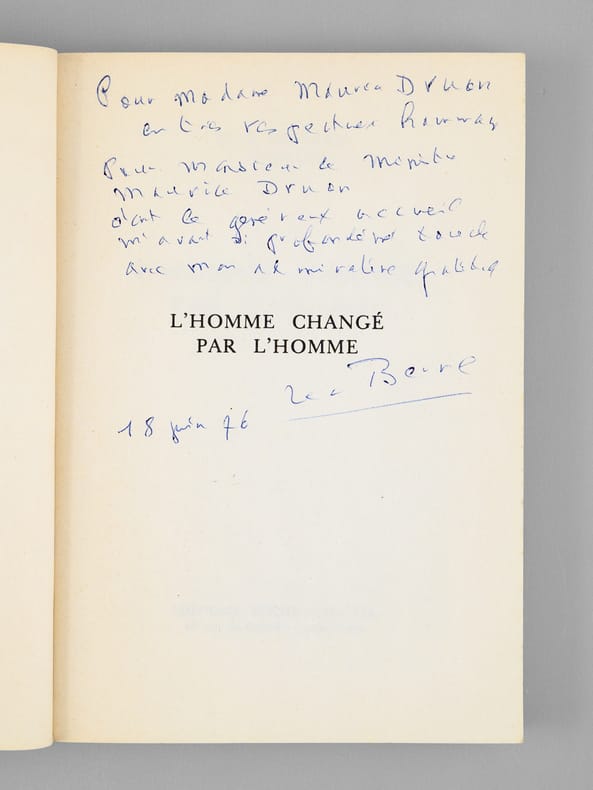 Pour Madame Maurice Druon
en très respectueux hommage
Pour Monsieur le Ministre
Maurice Druon
dont le généreux accueil
m'avait si profondément touché
avec mon admirative gratitude
L'HOMME CHANGÉ
PAR L'HOMME
Bernard
18 juin 76